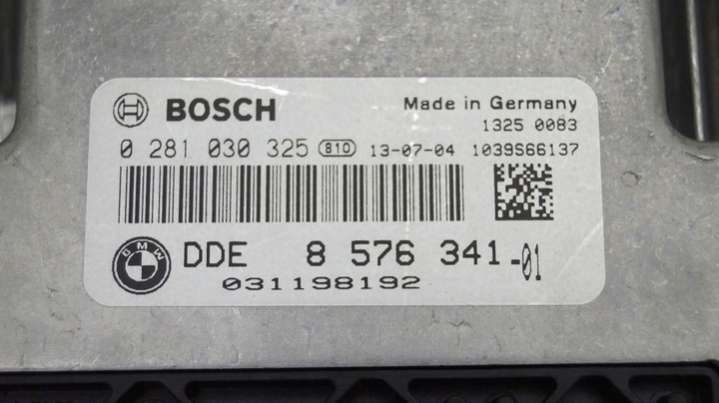 BOSCH Made in Germany
1325 0083
0 281 030 325 810 13-07-04 1039S66137
BMW DDE 8 576 341-01
031198192